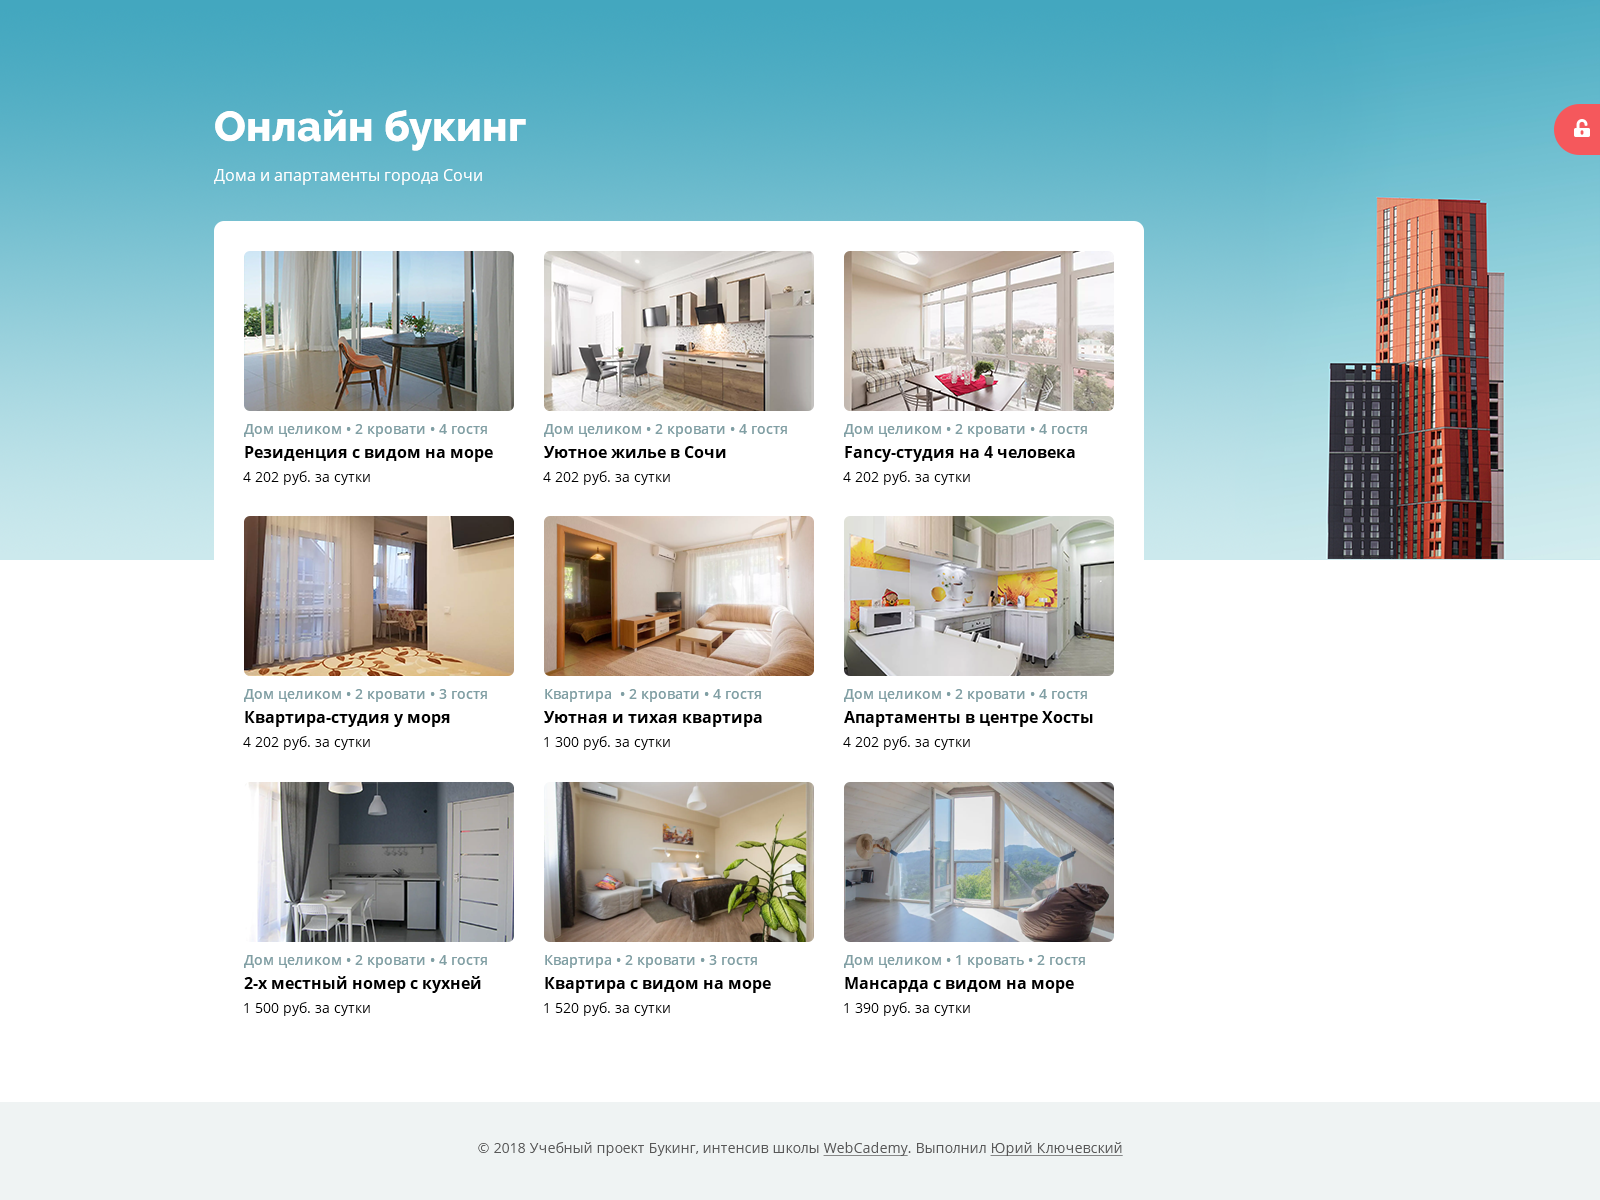 Онлайн букинг
Дома и апартаменты города Сочи
Дом целиком • 2 кровати • 4 гостя
Резиденция с видом на море
4 202 руб. за сутки
Дом целиком • 2 кровати • 4 гостя
Уютное жилье в Сочи
4 202 руб. за сутки
Дом целиком • 2 кровати • 4 гостя
Fancy-студия на 4 человека
4 202 руб. за сутки
Дом целиком • 2 кровати • 3 гостя
Квартира-студия у моря
4 202 руб. за сутки
Квартира • 2 кровати • 4 гостя
Уютная и тихая квартира
1 300 руб. за сутки
Дом целиком • 2 кровати • 4 гостя
Апартаменты в центре Хосты
4 202 руб. за сутки
Дом целиком • 2 кровати • 4 гостя
2-х местный номер с кухней
1 500 руб. за сутки
Квартира • 2 кровати • 3 гостя
Квартира с видом на море
1 520 руб. за сутки
Дом целиком • 1 кровать • 2 гостя
Мансарда с видом на море
1 390 руб. за сутки
© 2018 Учебный проект Букинг, интенсив школы WebCademy. Выполнил Юрий Ключевский